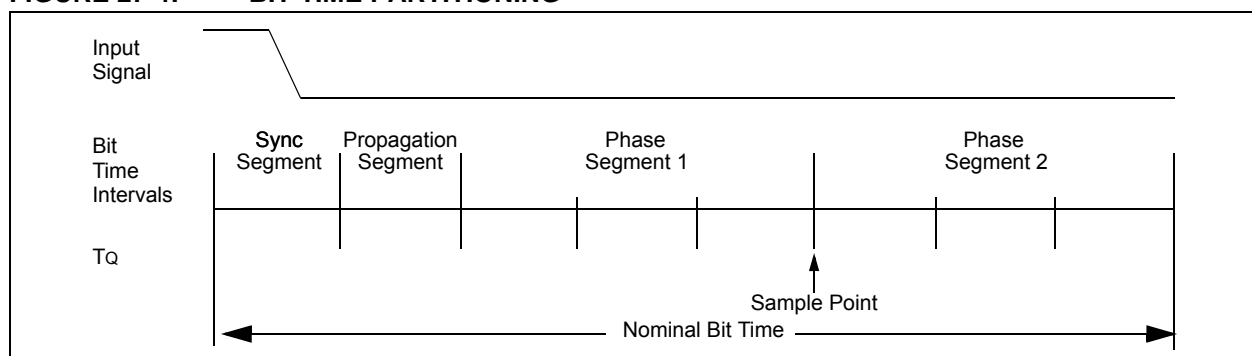 Input
Signal
Bit
Time
Intervals
Sync
Segment
Propagation
Segment
Phase
Segment 1
Phase
Segment 2
TQ
Sample Point
Nominal Bit Time